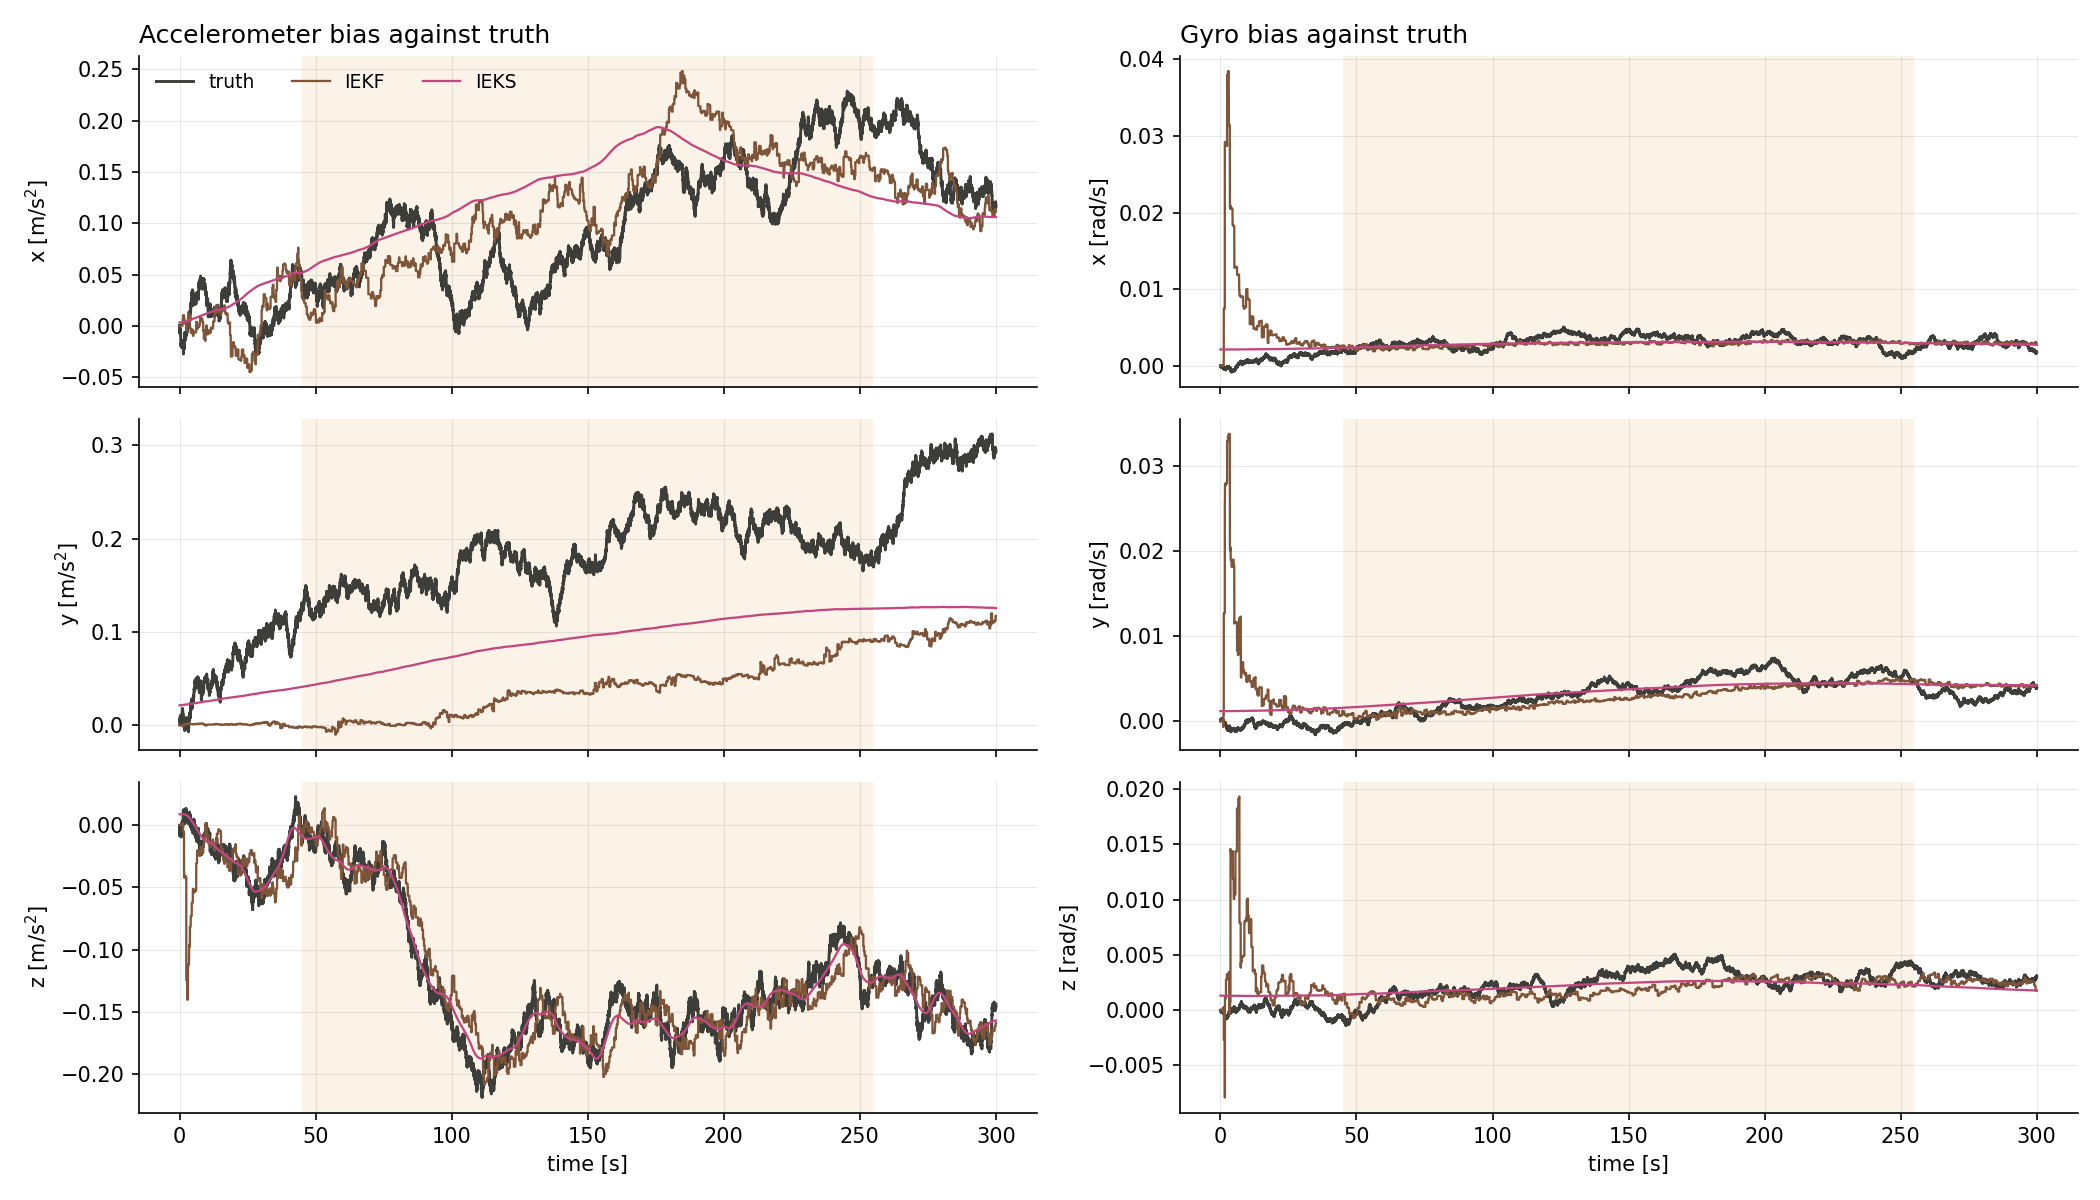 Accelerometer bias against truth
truth IEKF IEKS
0.25
0.20
0.15
0.10
0.05
0.00
−0.05
x [m/s²]
0.3
0.2
0.1
0.0
y [m/s²]
0.00
−0.05
−0.10
−0.15
−0.20
z [m/s²]
0 50 100 150 200 250 300
time [s]
Gyro bias against truth
0.04
0.03
0.02
0.01
0.00
x [rad/s]
0.03
0.02
0.01
0.00
y [rad/s]
0.020
0.015
0.010
0.005
0.000
−0.005
z [rad/s]
0 50 100 150 200 250 300
time [s]